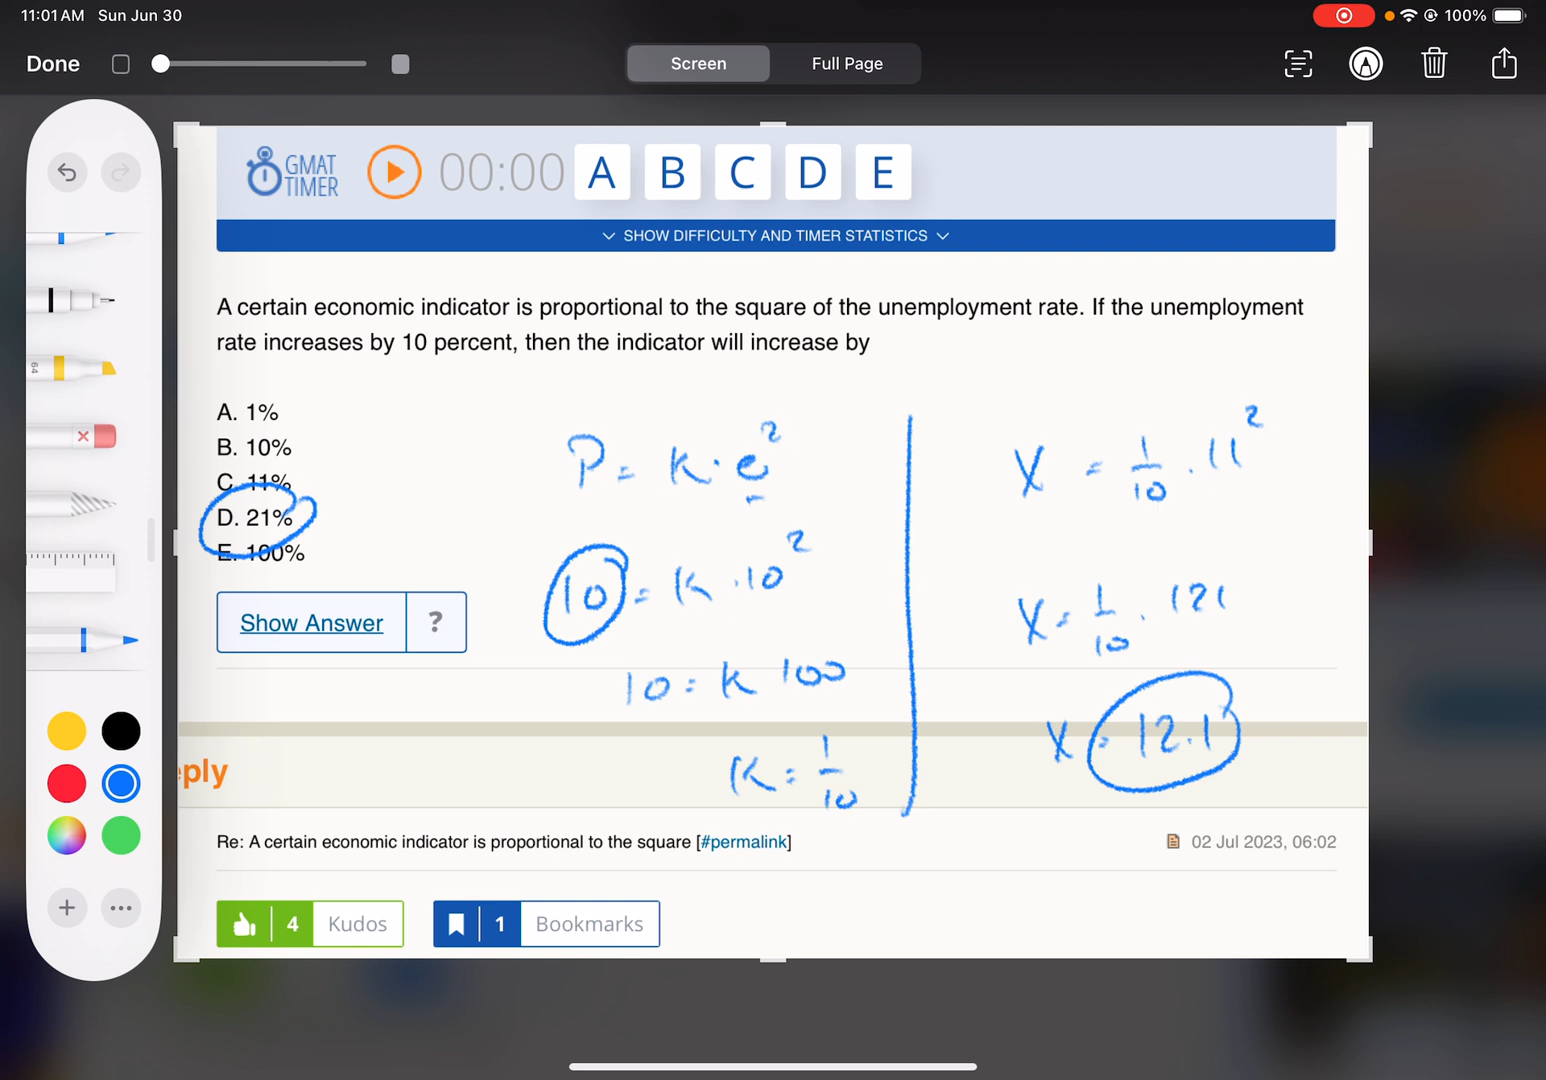 11:01 AM Sun Jun 30
100%
Done
Screen
Full Page
GMAT
TIMER
00:00
A B C D E
SHOW DIFFICULTY AND TIMER STATISTICS
A certain economic indicator is proportional to the square of the unemployment rate. If the unemployment
rate increases by 10 percent, then the indicator will increase by
A. 1%
B. 10%
C. 11%
D. 21%
E. 100%
Show Answer
?
P = K · e²
10 = K · 10²
10 = K 100
K = 1/10
X = 1/10 · 11²
X = 1/10 · 121
X = 12.1
64
eply
Re: A certain economic indicator is proportional to the square [#permalink]
02 Jul 2023, 06:02
4 Kudos
1 Bookmarks